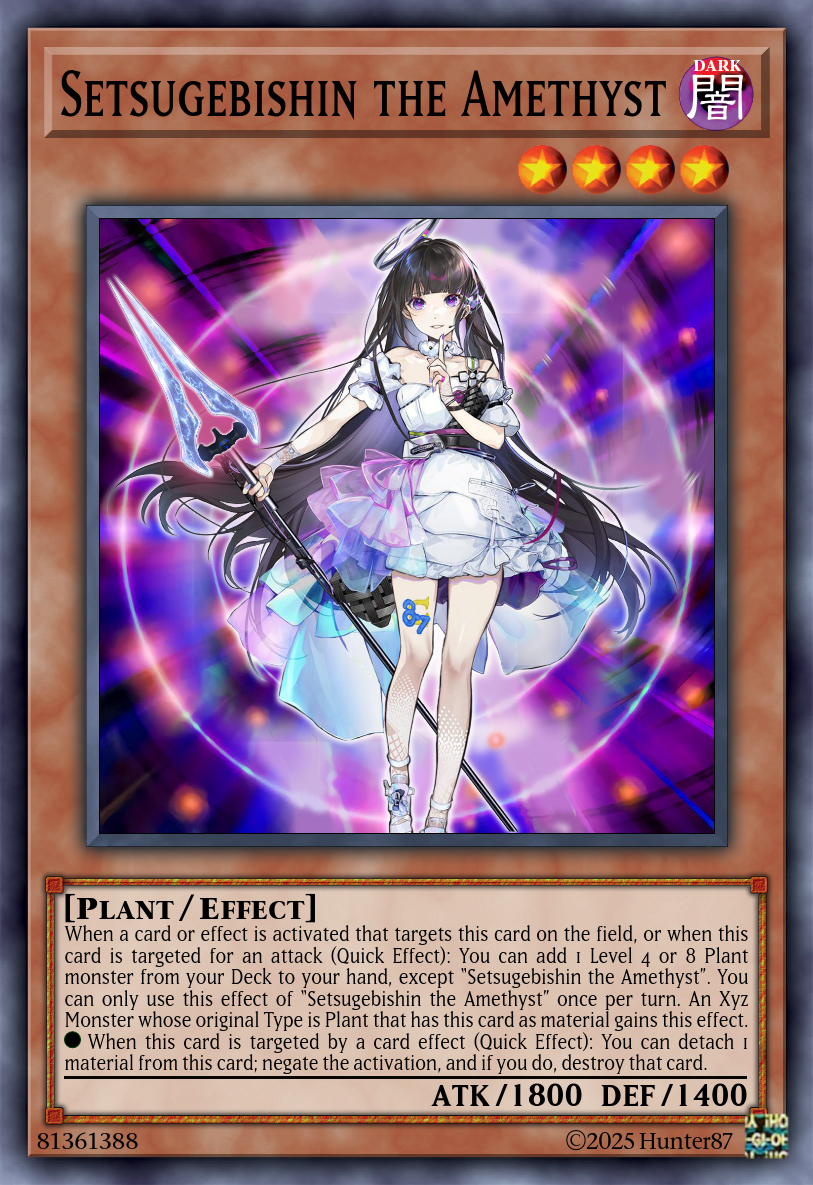 Setsugebishin the Amethyst
DARK
闇
[Plant / Effect]
When a card or effect is activated that targets this card on the field, or when this
card is targeted for an attack (Quick Effect): You can add 1 Level 4 or 8 Plant
monster from your Deck to your hand, except "Setsugebishin the Amethyst". You
can only use this effect of "Setsugebishin the Amethyst" once per turn. An Xyz
Monster whose original Type is Plant that has this card as material gains this effect.
● When this card is targeted by a card effect (Quick Effect): You can detach 1
material from this card; negate the activation, and if you do, destroy that card.
ATK / 1800 DEF / 1400
81361388
©2025 Hunter87